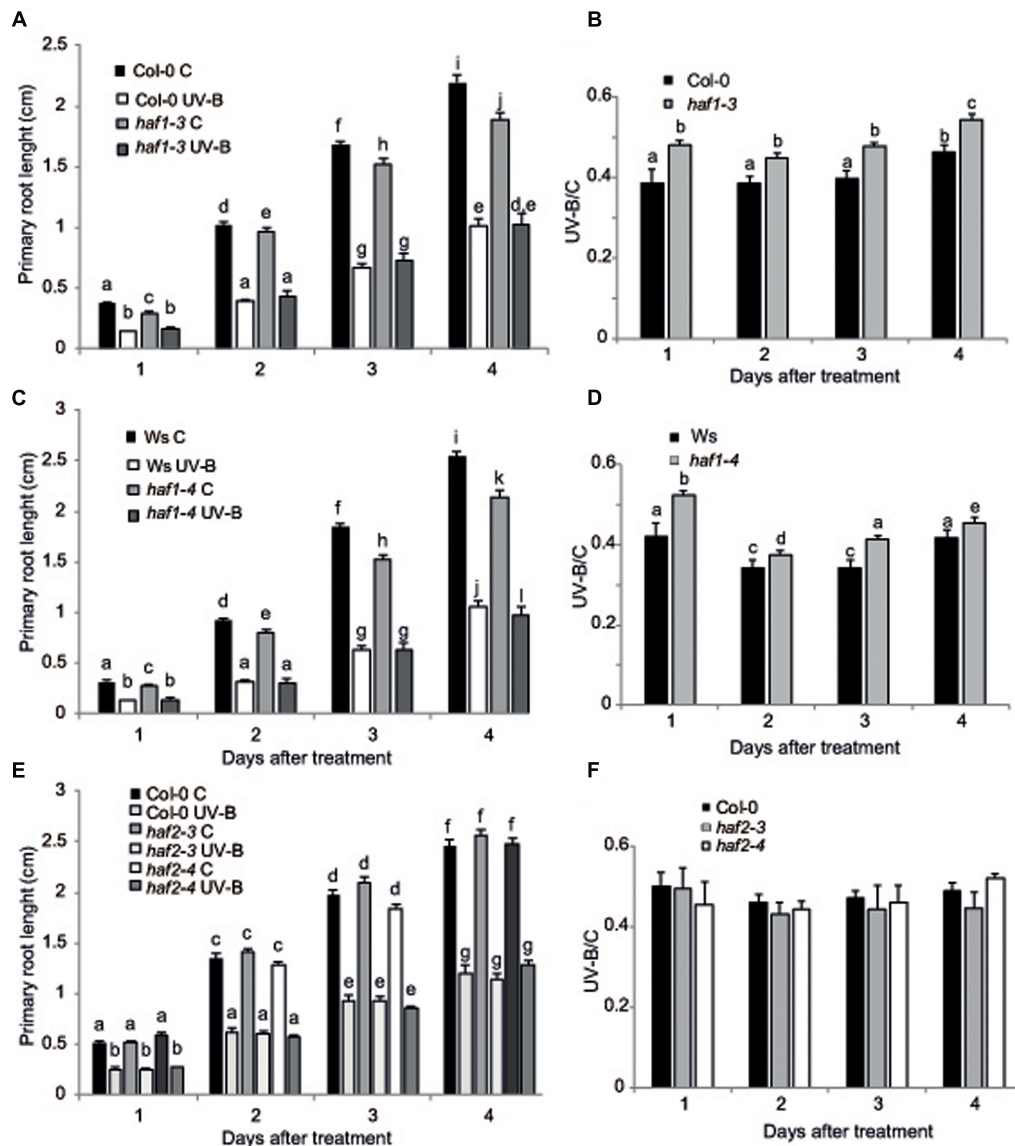 A
Primary root lenght (cm)
2.5
2
1.5
1
0.5
0
Col-0 C
Col-0 UV-B
haf1-3 C
haf1-3 UV-B
a b c b
d a e a
f g h g
i e j d,e
1 2 3 4
B
UV-B/C
0.6
0.4
0.2
0
Col-0
haf1-3
a b a b a b b c
1 2 3 4
Days after treatment
C
Primary root lenght (cm)
3
2.5
2
1.5
1
0.5
0
Ws C
Ws UV-B
haf1-4 C
haf1-4 UV-B
a b c b
d a e a
f g h g
i j k l
1 2 3 4
Days after treatment
D
UV-B/C
0.6
0.4
0.2
0
Ws
haf1-4
a b c d c a a e
1 2 3 4
Days after treatment
E
Primary root lenght (cm)
3
2.5
2
1.5
1
0.5
0
Col-0 C
Col-0 UV-B
haf2-3 C
haf2-3 UV-B
haf2-4 C
haf2-4 UV-B
a b a b a b
c a c a c a
d e d e d e
f g f g f g
1 2 3 4
Days after treatment
F
UV-B/C
0.6
0.4
0.2
0
Col-0
haf2-3
haf2-4
1 2 3 4
Days after treatment